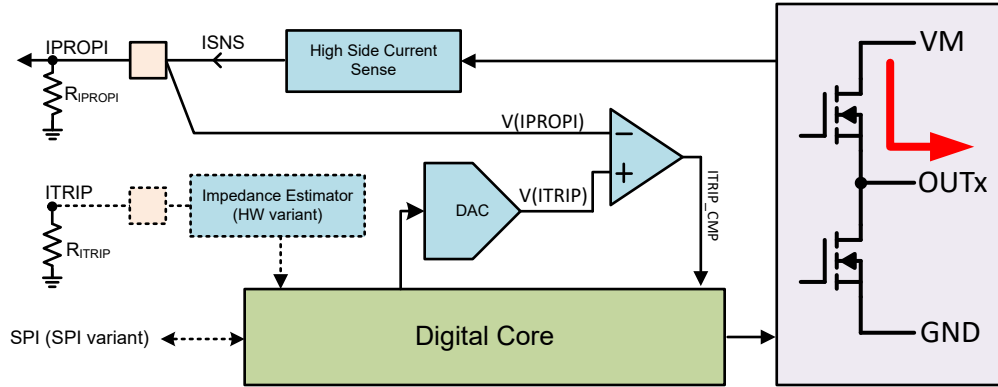 IPROPI
ISNS
High Side Current
Sense
VM
RIPROPI
V(IPROPI)
−
+
ITRIP_CMP
OUTx
ITRIP
Impedance Estimator
(HW variant)
DAC
V(ITRIP)
RITRIP
SPI (SPI variant)
Digital Core
GND